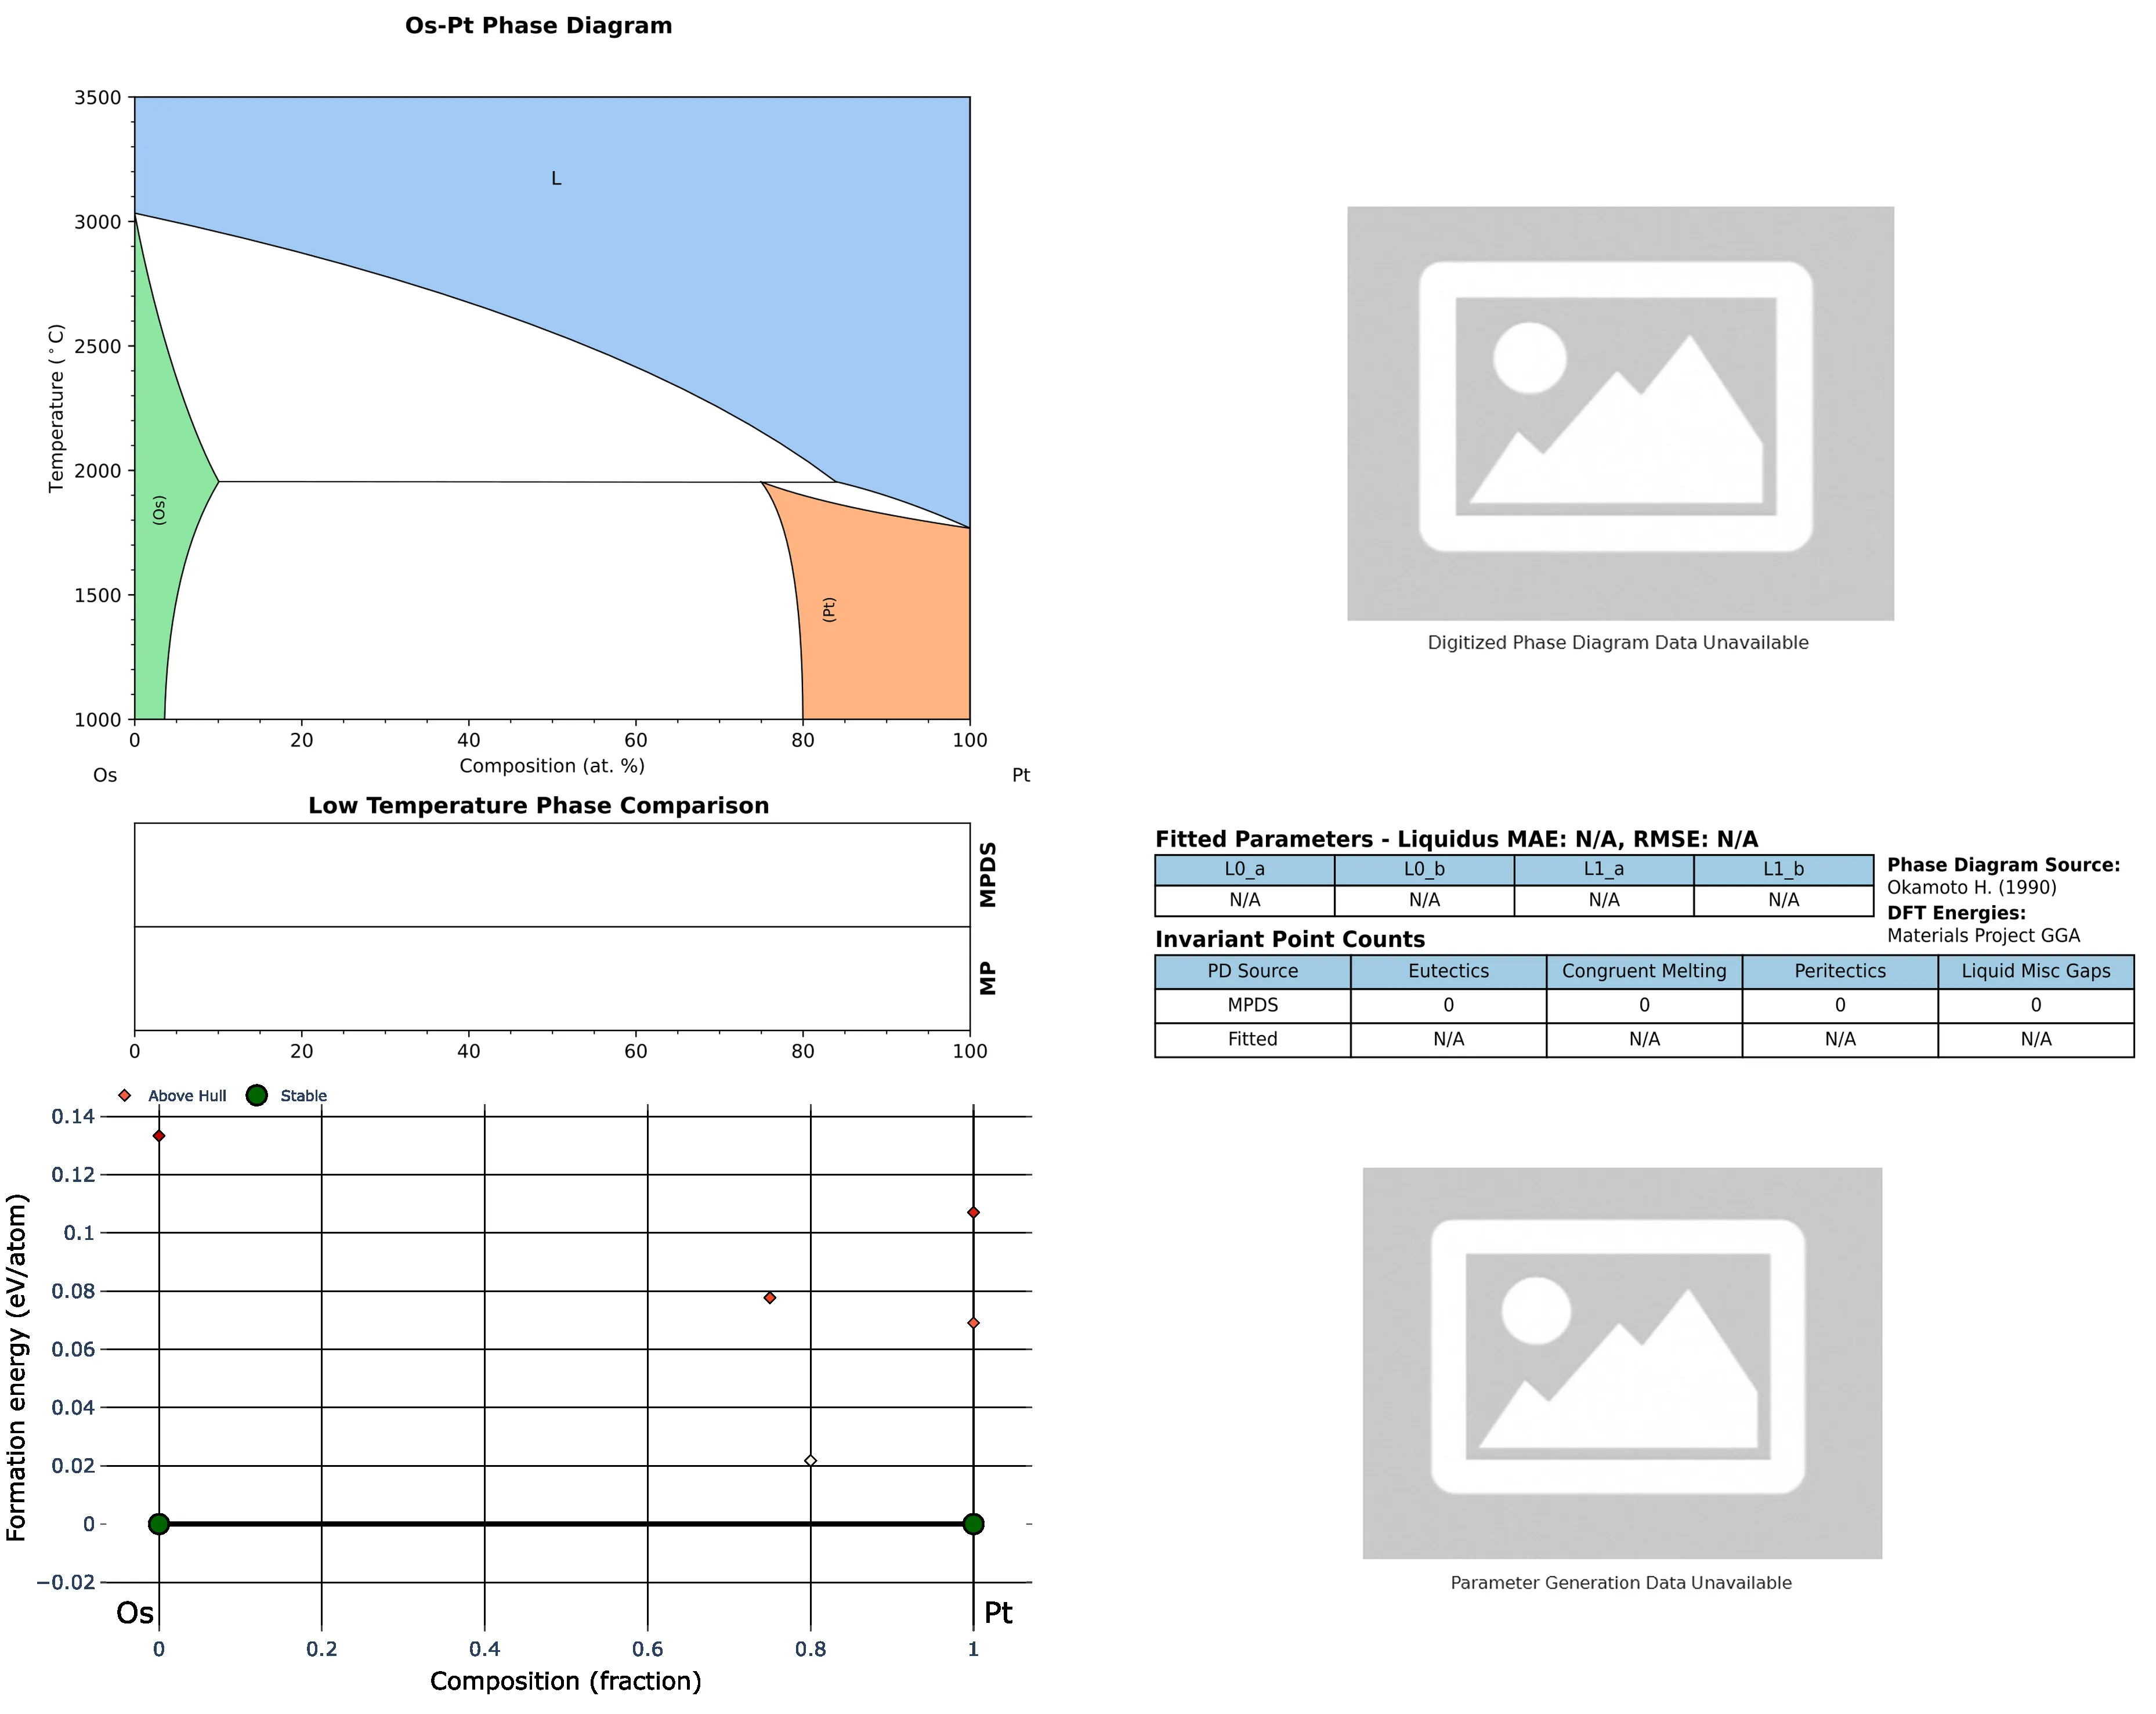 Os-Pt Phase Diagram
3500
3000
2500
2000
1500
1000
Temperature (°C)
L
(Os)
(Pt)
0 20 40 60 80 100
Composition (at. %)
Os Pt
Digitized Phase Diagram Data Unavailable
Low Temperature Phase Comparison
MPDS
MP
0 20 40 60 80 100
Fitted Parameters - Liquidus MAE: N/A, RMSE: N/A
L0_a L0_b L1_a L1_b
N/A N/A N/A N/A
Phase Diagram Source:
Okamoto H. (1990)
DFT Energies:
Materials Project GGA
Invariant Point Counts
PD Source Eutectics Congruent Melting Peritectics Liquid Misc Gaps
MPDS 0 0 0 0
Fitted N/A N/A N/A N/A
Above Hull Stable
0.14
0.12
0.1
0.08
0.06
0.04
0.02
0
−0.02
Formation energy (eV/atom)
Os Pt
0 0.2 0.4 0.6 0.8 1
Composition (fraction)
Parameter Generation Data Unavailable